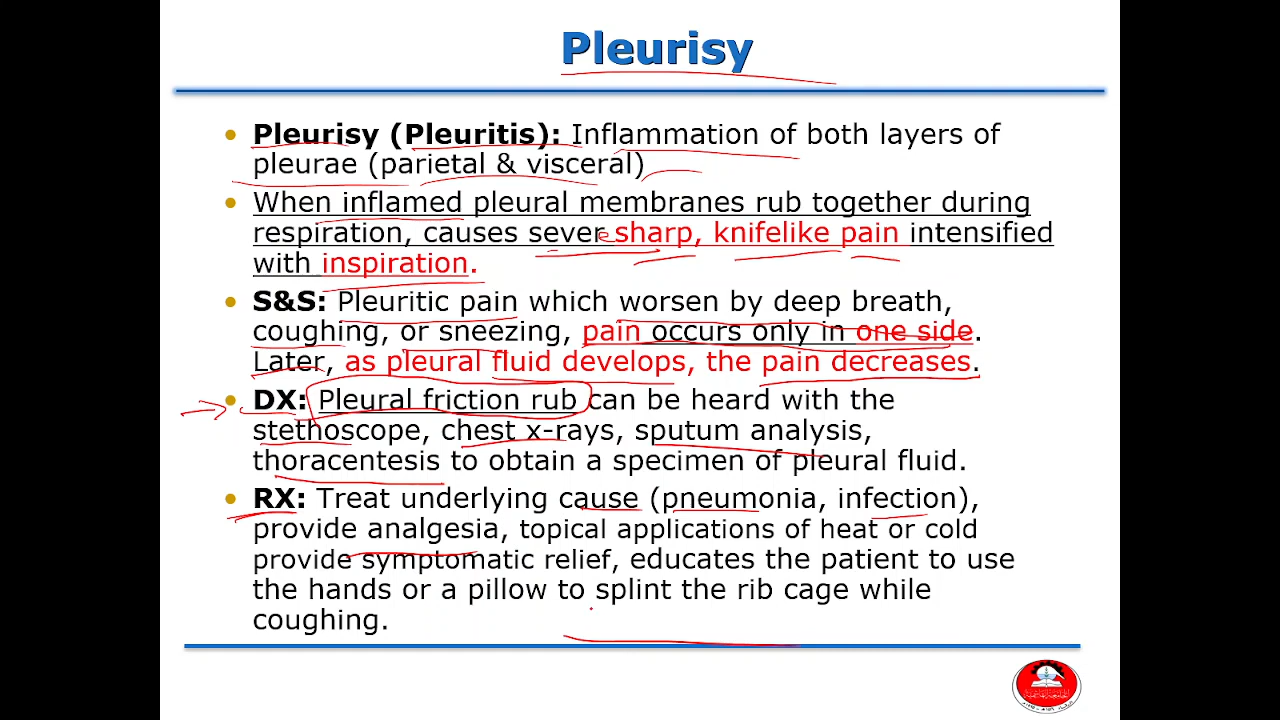 Pleurisy
• Pleurisy (Pleuritis): Inflammation of both layers of
pleurae (parietal & visceral)
• When inflamed pleural membranes rub together during
respiration, causes sever sharp, knifelike pain intensified
with inspiration.
• S&S: Pleuritic pain which worsen by deep breath,
coughing, or sneezing, pain occurs only in one side.
Later, as pleural fluid develops, the pain decreases.
• DX: Pleural friction rub can be heard with the
stethoscope, chest x-rays, sputum analysis,
thoracentesis to obtain a specimen of pleural fluid.
• RX: Treat underlying cause (pneumonia, infection),
provide analgesia, topical applications of heat or cold
provide symptomatic relief, educates the patient to use
the hands or a pillow to splint the rib cage while
coughing.